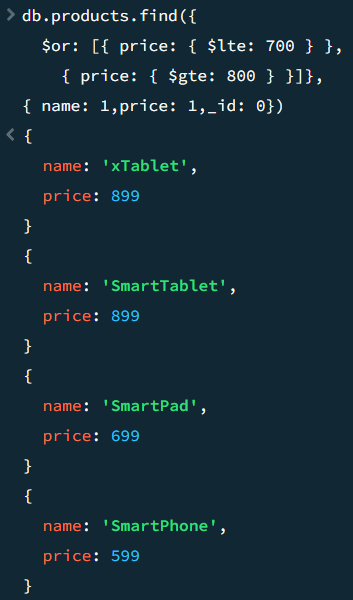 > db.products.find({
$or: [{ price: { $lte: 700 } },
{ price: { $gte: 800 } }]},
{ name: 1,price: 1,_id: 0})
< {
name: 'xTablet',
price: 899
}
{
name: 'SmartTablet',
price: 899
}
{
name: 'SmartPad',
price: 699
}
{
name: 'SmartPhone',
price: 599
}